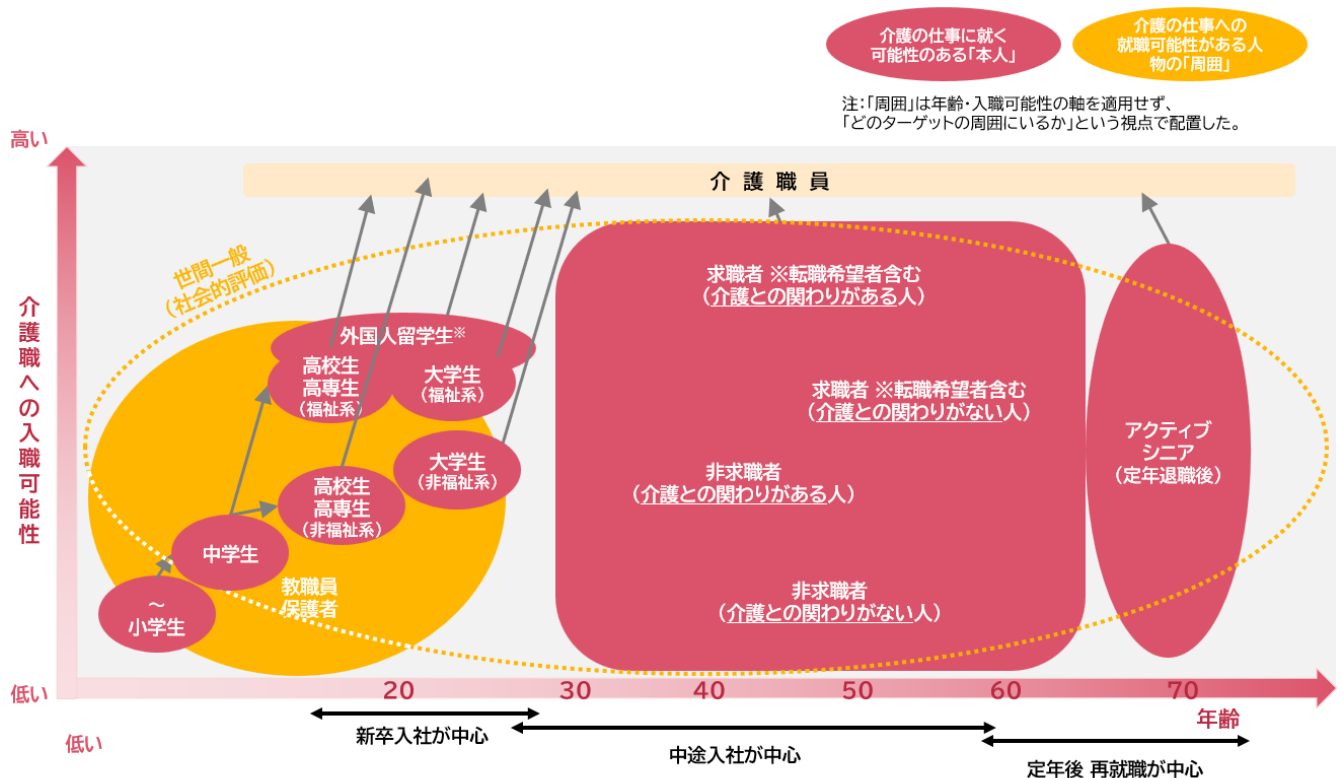 介護の仕事に就く
可能性のある「本人」
介護の仕事への
就職可能性がある人
物の「周囲」
注：「周囲」は年齢・入職可能性の軸を適用せず、
「どのターゲットの周囲にいるか」という視点で配置した。
高い
介護職員
世間一般
（社会的評価）
介護職への入職可能性
求職者 ※転職希望者含む
（介護との関わりがある人）
外国人留学生※
高校生
高専生
（福祉系）
大学生
（福祉系）
求職者 ※転職希望者含む
（介護との関わりがない人）
アクティブ
シニア
（定年退職後）
大学生
（非福祉系）
非求職者
（介護との関わりがある人）
高校生
高専生
（非福祉系）
中学生
教職員
保護者
～
小学生
非求職者
（介護との関わりがない人）
低い
20
30
40
50
60
70
年齢
低い
新卒入社が中心
中途入社が中心
定年後 再就職が中心